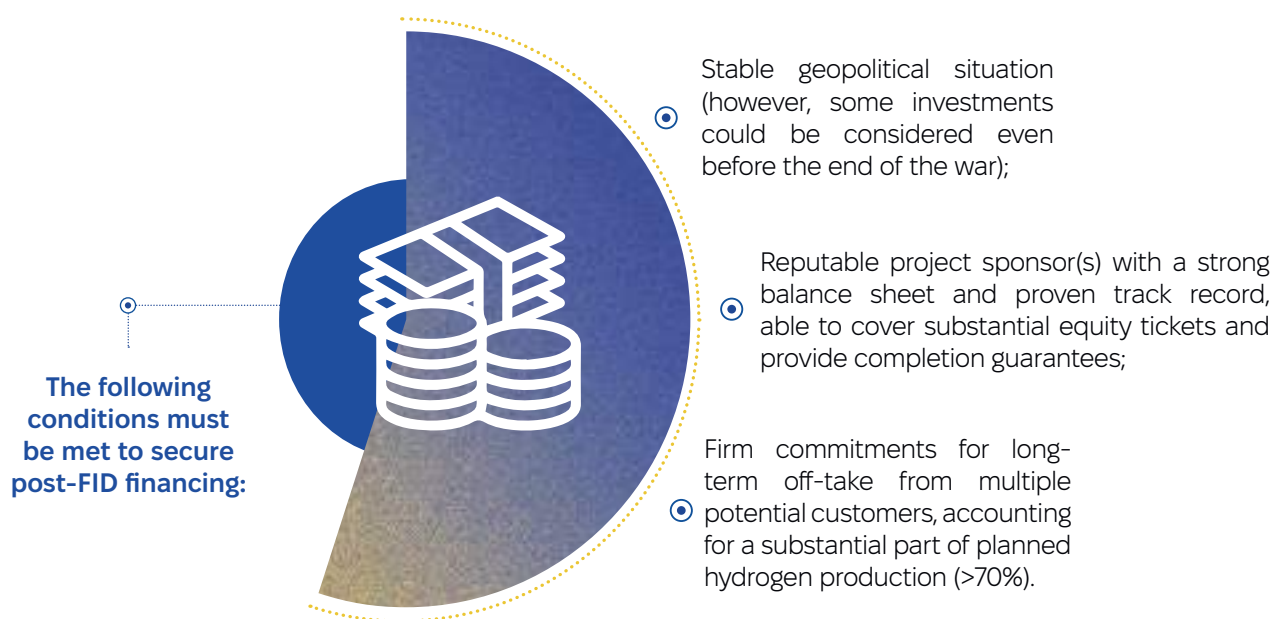 The following
conditions must
be met to secure
post-FID financing:
Stable geopolitical situation
(however, some investments
could be considered even
before the end of the war);
Reputable project sponsor(s) with a strong
balance sheet and proven track record,
able to cover substantial equity tickets and
provide completion guarantees;
Firm commitments for long-
term off-take from multiple
potential customers, accounting
for a substantial part of planned
hydrogen production (>70%).